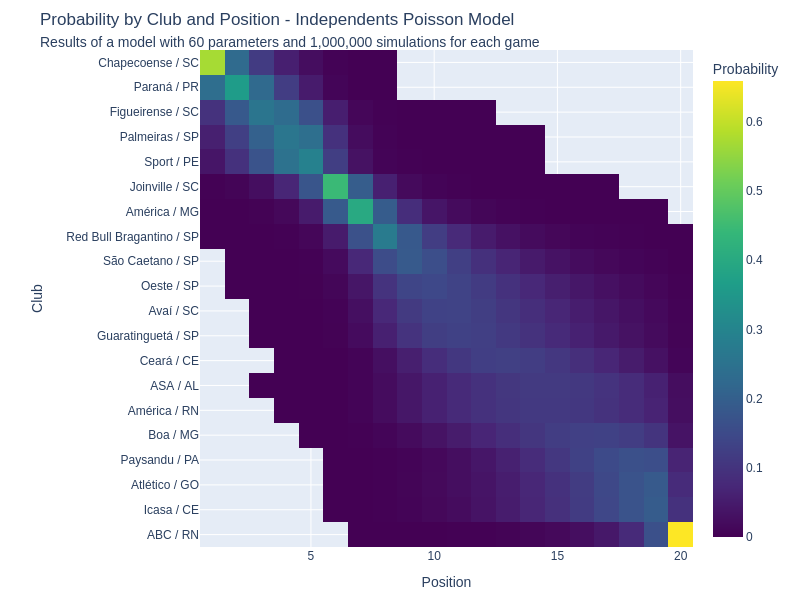 Probability by Club and Position - Independents Poisson Model
Results of a model with 60 parameters and 1,000,000 simulations for each game
Probability
Chapecoense / SC
Paraná / PR
Figueirense / SC
Palmeiras / SP
Sport / PE
Joinville / SC
América / MG
Red Bull Bragantino / SP
São Caetano / SP
Oeste / SP
Avaí / SC
Guaratinguetá / SP
Ceará / CE
ASA / AL
América / RN
Boa / MG
Paysandu / PA
Atlético / GO
Icasa / CE
ABC / RN
Club
5
10
15
20
Position
0.6
0.5
0.4
0.3
0.2
0.1
0